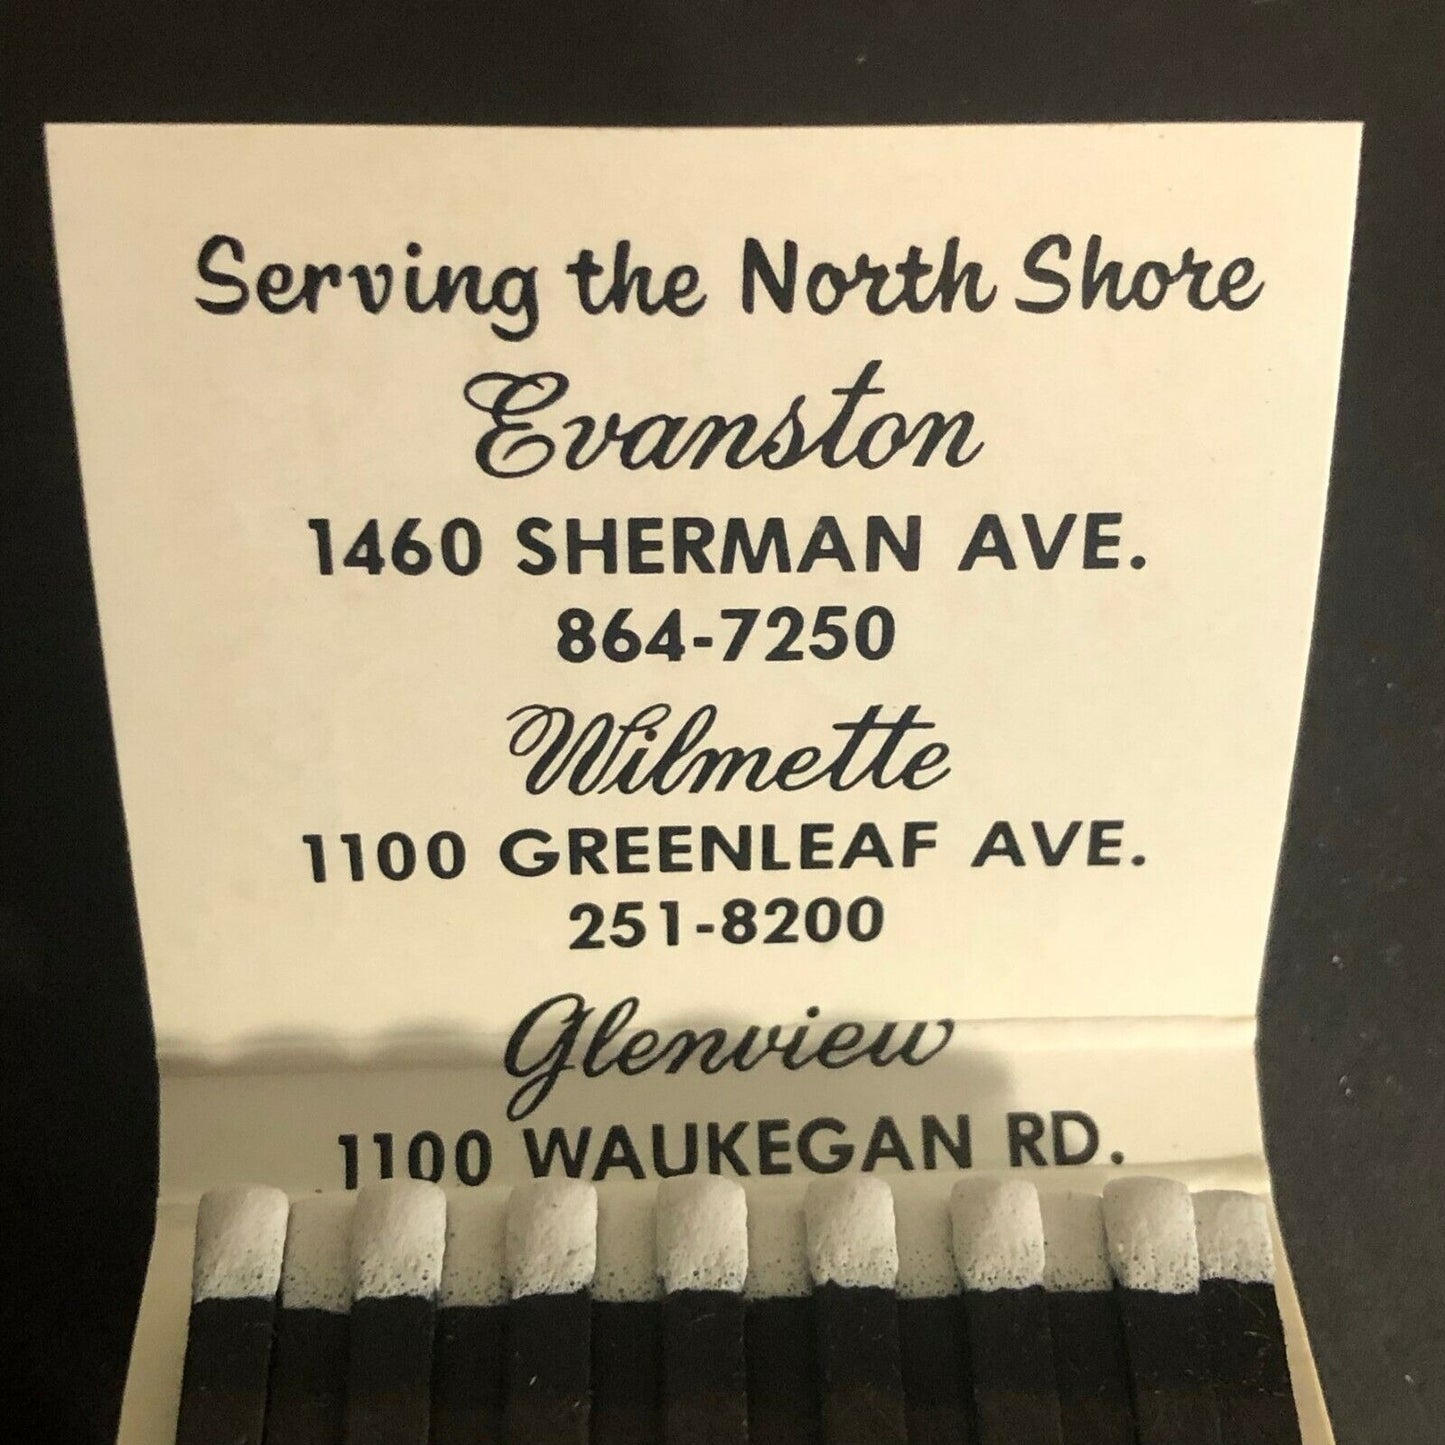 Serving the North Shore
Evanston
1460 SHERMAN AVE.
864-7250
Wilmette
1100 GREENLEAF AVE.
251-8200
Glenview
1100 WAUKEGAN RD.